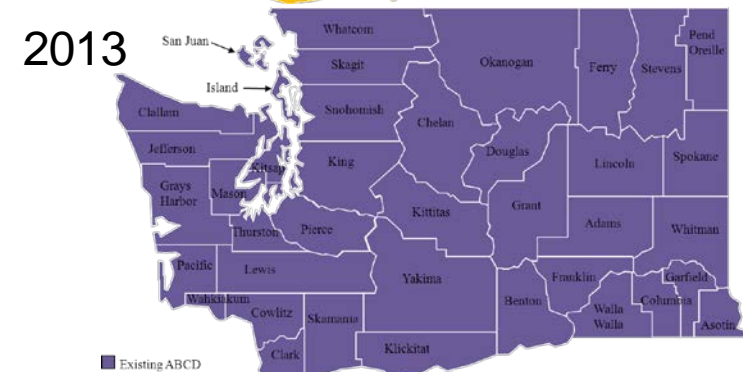 2013
San Juan
Island
Whatcom
Skagit
Snohomish
King
Okanogan
Ferry
Stevens
Pend
Oreille
Chelan
Douglas
Lincoln
Spokane
Clallam
Jefferson
Kitsap
Grays
Harbor
Mason
Thurston
Pierce
Kittitas
Grant
Adams
Whitman
Pacific
Lewis
Yakima
Franklin
Garfield
Wahkiakum
Cowlitz
Skamania
Benton
Walla
Walla
Columbia
Asotin
Clark
Klickitat
Existing ABCD